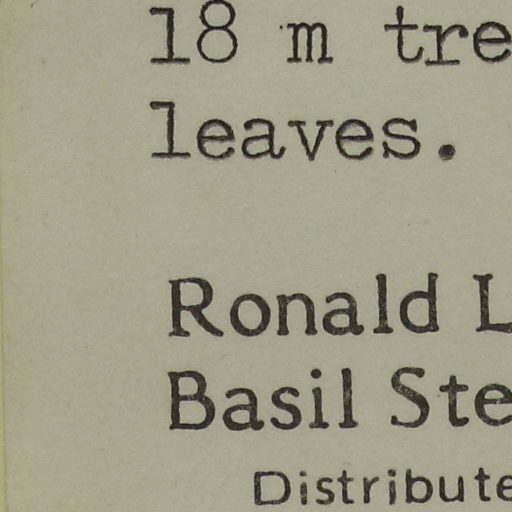 18 m tre
leaves.
Ronald L
Basil Ste
Distribute